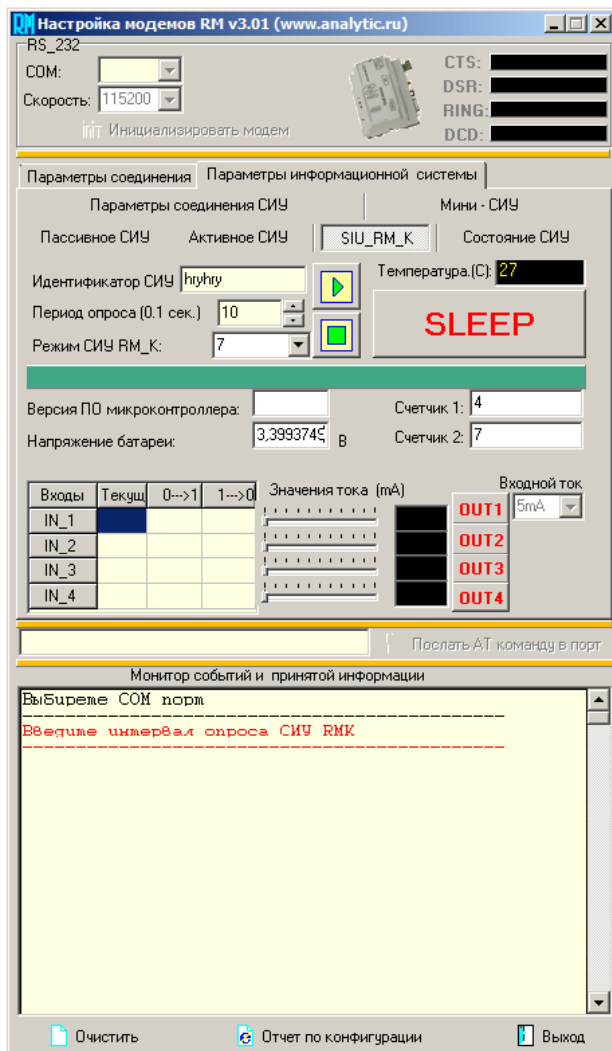 Настройка модемов RM v3.01 (www.analytic.ru)
RS_232
COM:
Скорость: 115200
Инициализировать модем
CTS:
DSR:
RING:
DCD:
Параметры соединения Параметры информационной системы
Параметры соединения СИУ Мини - СИУ
Пассивное СИУ Активное СИУ SIU_RM_K Состояние СИУ
Идентификатор СИУ hryhry Температура.(C): 27
Период опроса (0.1 сек.) 10
SLEEP
Режим СИУ RM_K: 7
Версия ПО микроконтроллера: Счетчик 1: 4
Напряжение батареи: 3,3993749 В Счетчик 2: 7
Входы Текущ 0--->1 1--->0 Значения тока (mA) Входной ток
IN_1 OUT1 5mA
IN_2 OUT2
IN_3 OUT3
IN_4 OUT4
Послать АТ команду в порт
Монитор событий и принятой информации
Выбирете COM порт
Введите интервал опроса СИУ RMK
Очистить Отчет по конфигурации Выход